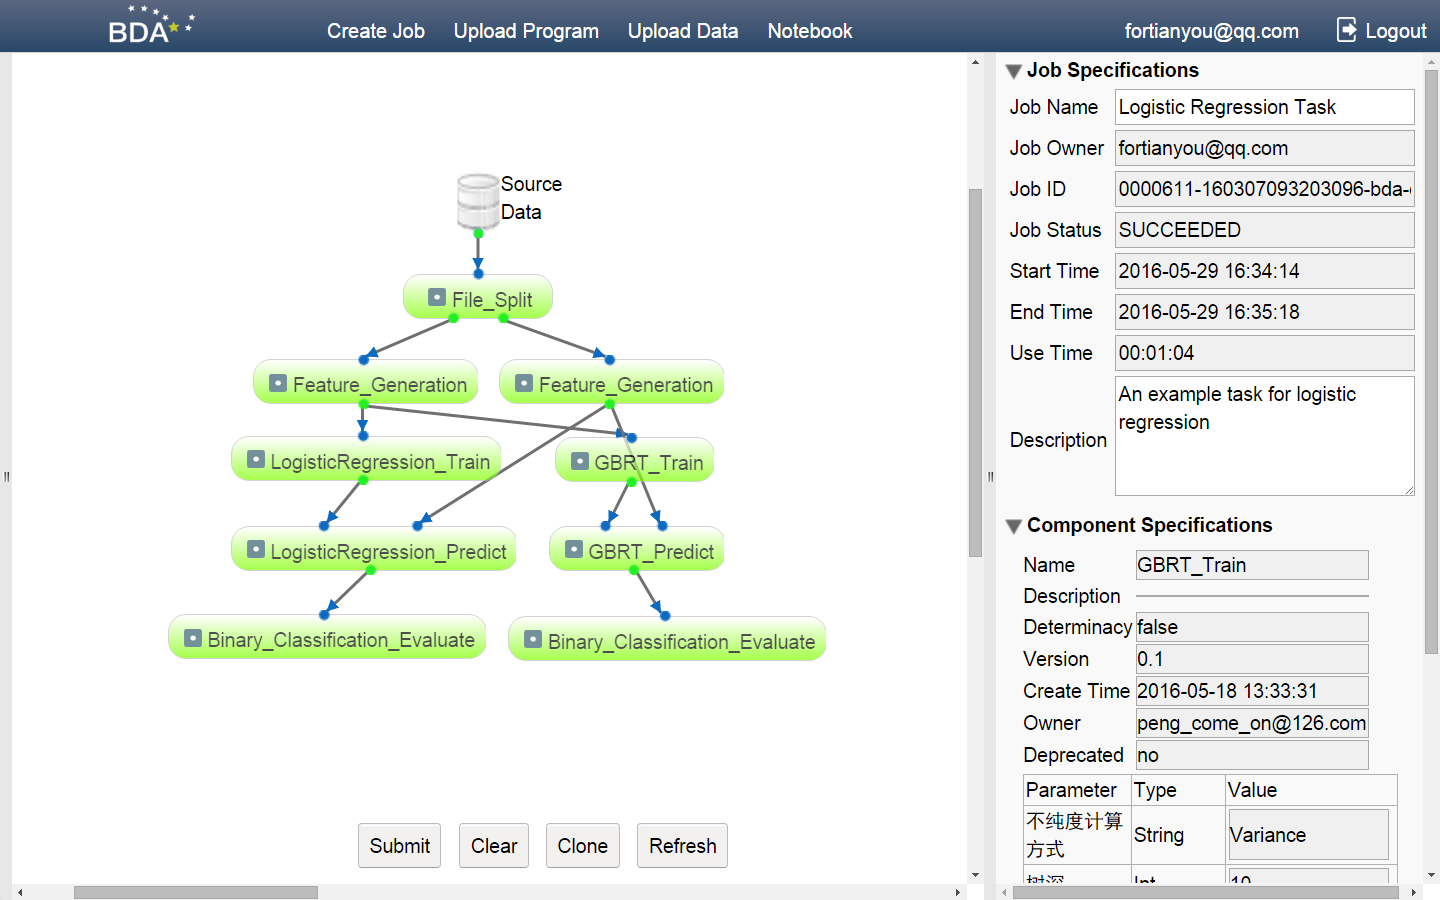 BDA
Create Job
Upload Program
Upload Data
Notebook
fortianyou@qq.com
Logout
Source
Data
File_Split
Feature_Generation
Feature_Generation
LogisticRegression_Train
GBRT_Train
LogisticRegression_Predict
GBRT_Predict
Binary_Classification_Evaluate
Binary_Classification_Evaluate
Submit
Clear
Clone
Refresh
Job Specifications
Job Name Logistic Regression Task
Job Owner fortianyou@qq.com
Job ID 0000611-160307093203096-bda-
Job Status SUCCEEDED
Start Time 2016-05-29 16:34:14
End Time 2016-05-29 16:35:18
Use Time 00:01:04
Description An example task for logistic
regression
Component Specifications
Name GBRT_Train
Description
Determinacy false
Version 0.1
Create Time 2016-05-18 13:33:31
Owner peng_come_on@126.com
Deprecated no
Parameter Type Value
不纯度计算
方式 String Variance
树深 Int 10